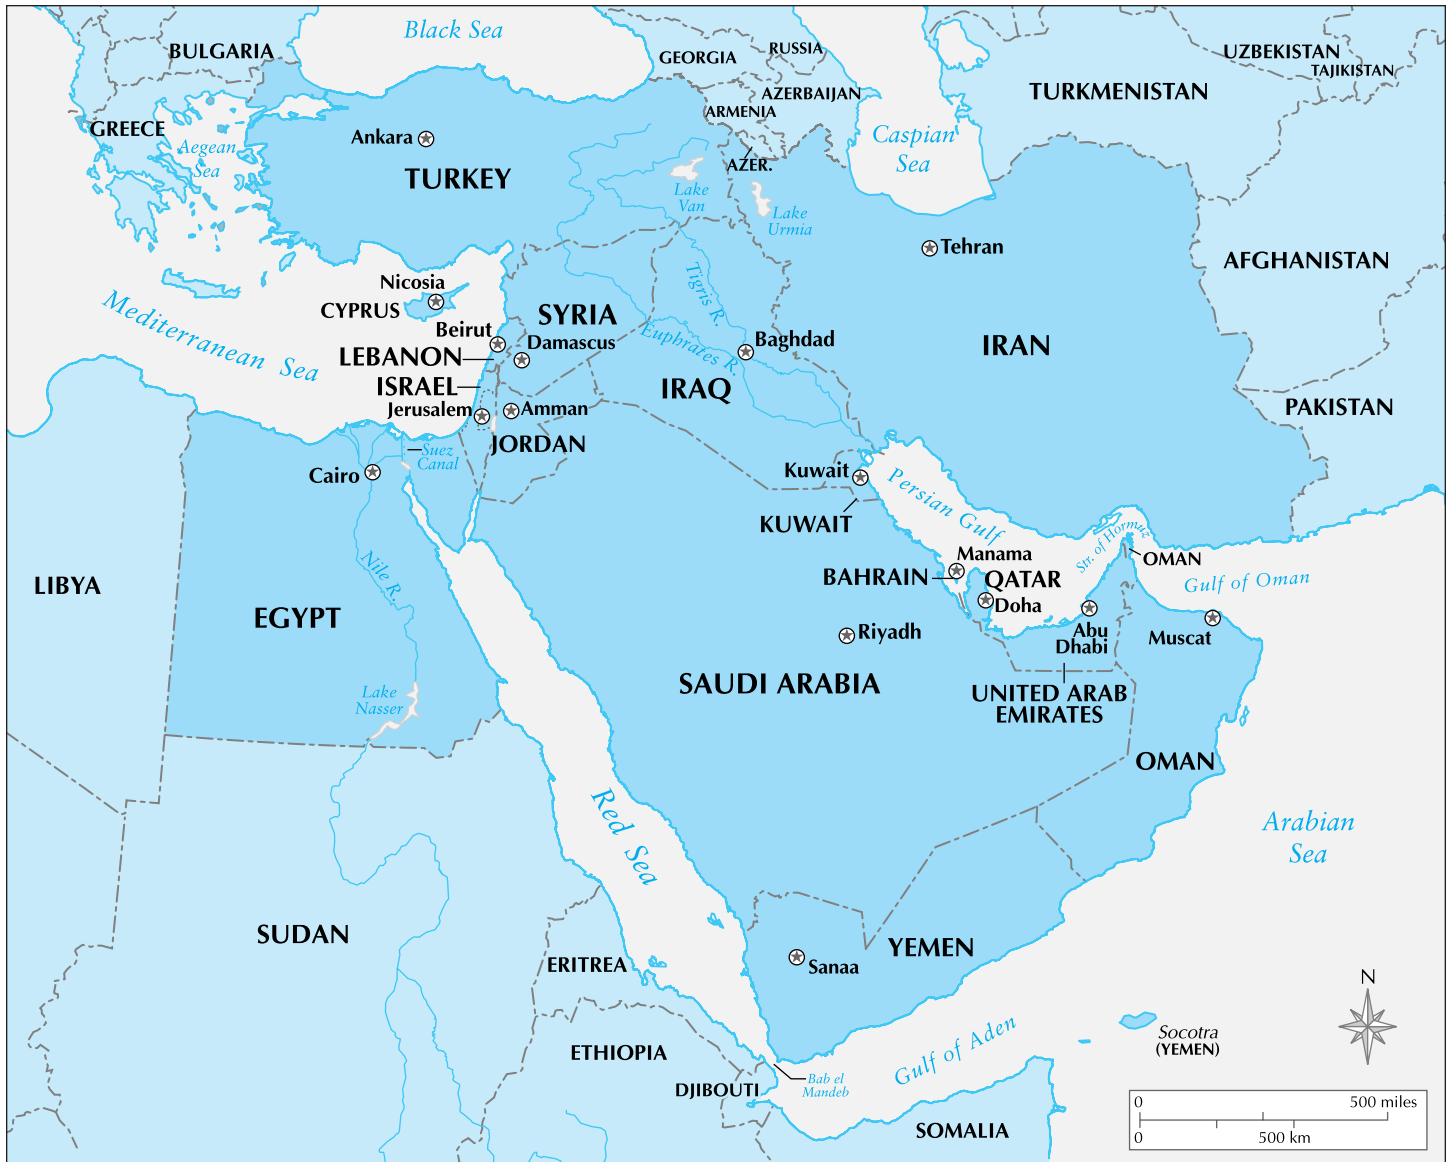 Black Sea
BULGARIA
GEORGIA
RUSSIA
UZBEKISTAN
TAJIKISTAN
TURKMENISTAN
AZERBAIJAN
ARMENIA
GREECE
Aegean
Sea
Ankara
TURKEY
Caspian
Sea
AZER.
Lake
Van
Lake
Urmia
Tehran
AFGHANISTAN
Nicosia
CYPRUS
Mediterranean Sea
SYRIA
Tigris R.
Beirut
Damascus
Euphrates R.
Baghdad
IRAN
LEBANON
ISRAEL
IRAQ
Jerusalem
Amman
PAKISTAN
JORDAN
Suez
Canal
Cairo
Kuwait
Persian Gulf
KUWAIT
Str. of Hormuz
Manama
OMAN
BAHRAIN
QATAR
Gulf of Oman
LIBYA
Nile R.
Doha
EGYPT
Riyadh
Abu
Dhabi
Muscat
SAUDI ARABIA
Lake
Nasser
UNITED ARAB
EMIRATES
OMAN
Red Sea
Arabian
Sea
SUDAN
YEMEN
ERITREA
Sanaa
N
Socotra
(YEMEN)
ETHIOPIA
Gulf of Aden
DJIBOUTI
Bab el
Mandeb
SOMALIA
0 500 miles
0 500 km